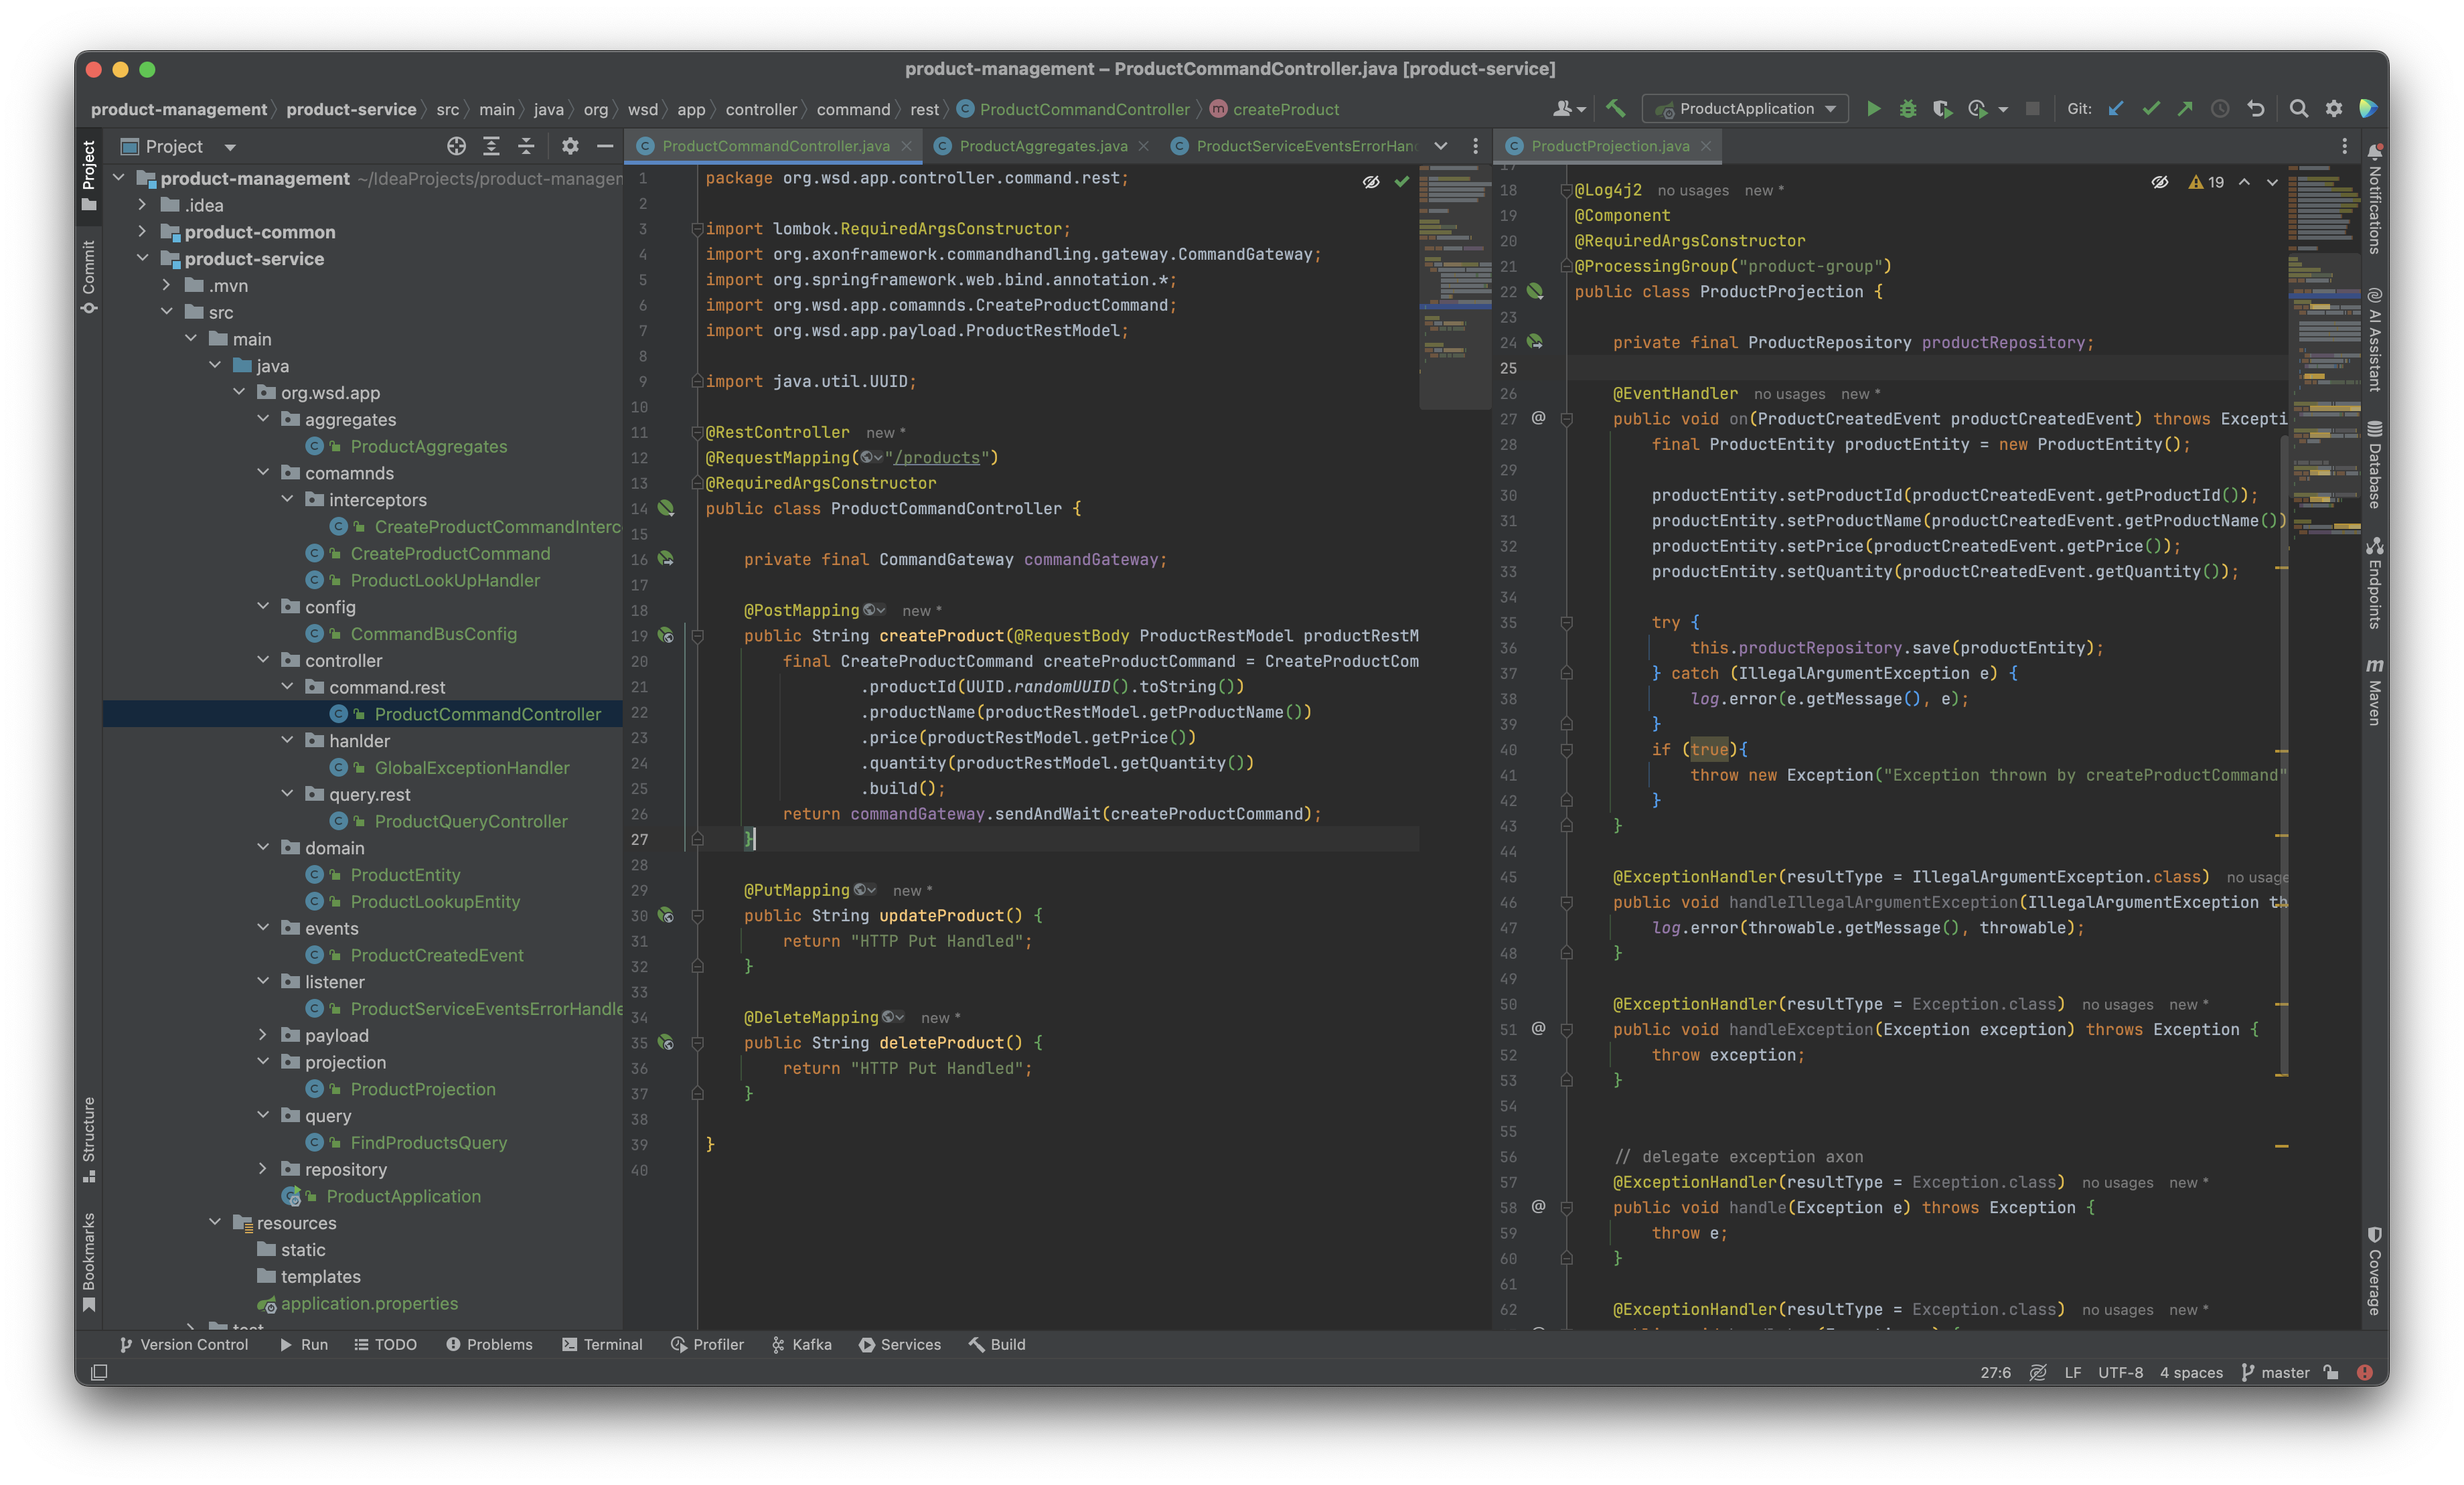 product-management – ProductCommandController.java [product-service]
product-management product-service src main java org wsd app controller command rest ProductCommandController createProduct
ProductApplication
Git:
Project
Commit
Structure
Bookmarks
Project
product-management ~/IdeaProjects/product-managen
.idea
product-common
product-service
.mvn
src
main
java
org.wsd.app
aggregates
ProductAggregates
comamnds
interceptors
CreateProductCommandInterc
CreateProductCommand
ProductLookUpHandler
config
CommandBusConfig
controller
command.rest
ProductCommandController
hanlder
GlobalExceptionHandler
query.rest
ProductQueryController
domain
ProductEntity
ProductLookupEntity
events
ProductCreatedEvent
listener
ProductServiceEventsErrorHandle
payload
projection
ProductProjection
query
FindProductsQuery
repository
ProductApplication
resources
static
templates
application.properties
test
ProductCommandController.java ProductAggregates.java ProductServiceEventsErrorHan
1 package org.wsd.app.controller.command.rest;
2
3 import lombok.RequiredArgsConstructor;
4 import org.axonframework.commandhandling.gateway.CommandGateway;
5 import org.springframework.web.bind.annotation.*;
6 import org.wsd.app.comamnds.CreateProductCommand;
7 import org.wsd.app.payload.ProductRestModel;
8
9 import java.util.UUID;
10
11 @RestController new *
12 @RequestMapping("/products")
13 @RequiredArgsConstructor
14 public class ProductCommandController {
15
16 private final CommandGateway commandGateway;
17
18 @PostMapping new *
19 public String createProduct(@RequestBody ProductRestModel productRestM
20 final CreateProductCommand createProductCommand = CreateProductCom
21 .productId(UUID.randomUUID().toString())
22 .productName(productRestModel.getProductName())
23 .price(productRestModel.getPrice())
24 .quantity(productRestModel.getQuantity())
25 .build();
26 return commandGateway.sendAndWait(createProductCommand);
27 }
28
29 @PutMapping new *
30 public String updateProduct() {
31 return "HTTP Put Handled";
32 }
33
34 @DeleteMapping new *
35 public String deleteProduct() {
36 return "HTTP Put Handled";
37 }
38
39 }
40
ProductProjection.java
19
17
18 @Log4j2 no usages new *
19 @Component
20 @RequiredArgsConstructor
21 @ProcessingGroup("product-group")
22 public class ProductProjection {
23
24 private final ProductRepository productRepository;
25
26 @EventHandler no usages new *
27 @ public void on(ProductCreatedEvent productCreatedEvent) throws Excepti
28 final ProductEntity productEntity = new ProductEntity();
29
30 productEntity.setProductId(productCreatedEvent.getProductId());
31 productEntity.setProductName(productCreatedEvent.getProductName())
32 productEntity.setPrice(productCreatedEvent.getPrice());
33 productEntity.setQuantity(productCreatedEvent.getQuantity());
34
35 try {
36 this.productRepository.save(productEntity);
37 } catch (IllegalArgumentException e) {
38 log.error(e.getMessage(), e);
39 }
40 if (true){
41 throw new Exception("Exception thrown by createProductCommand"
42 }
43 }
44
45 @ExceptionHandler(resultType = IllegalArgumentException.class) no usage
46 public void handleIllegalArgumentException(IllegalArgumentException th
47 log.error(throwable.getMessage(), throwable);
48 }
49
50 @ExceptionHandler(resultType = Exception.class) no usages new *
51 @ public void handleException(Exception exception) throws Exception {
52 throw exception;
53 }
54
55
56 // delegate exception axon
57 @ExceptionHandler(resultType = Exception.class) no usages new *
58 @ public void handle(Exception e) throws Exception {
59 throw e;
60 }
61
62 @ExceptionHandler(resultType = Exception.class) no usages new *
Notifications
AI Assistant
Database
Endpoints
m Maven
Coverage
Version Control Run TODO Problems Terminal Profiler Kafka Services Build
27:6 LF UTF-8 4 spaces master